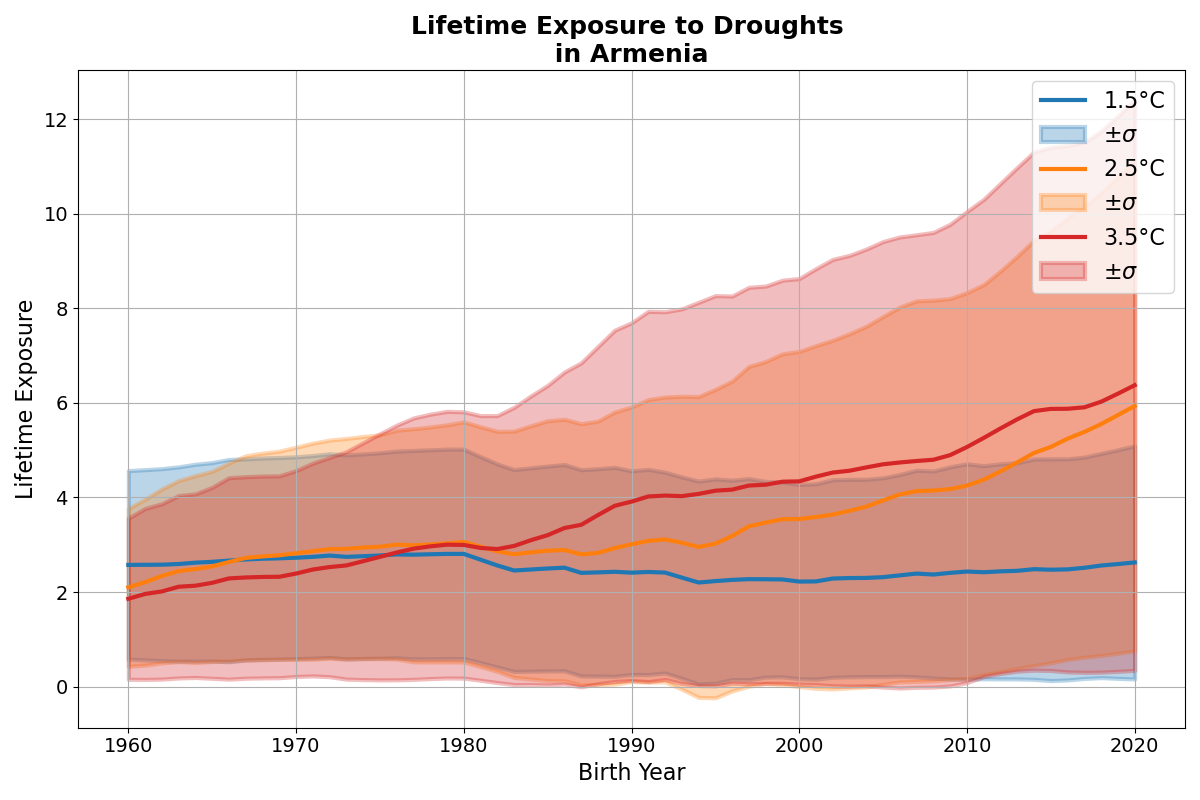 Lifetime Exposure to Droughts
in Armenia
Lifetime Exposure
12
10
8
6
4
2
0
1.5°C
±σ
2.5°C
±σ
3.5°C
±σ
1960 1970 1980 1990 2000 2010 2020
Birth Year